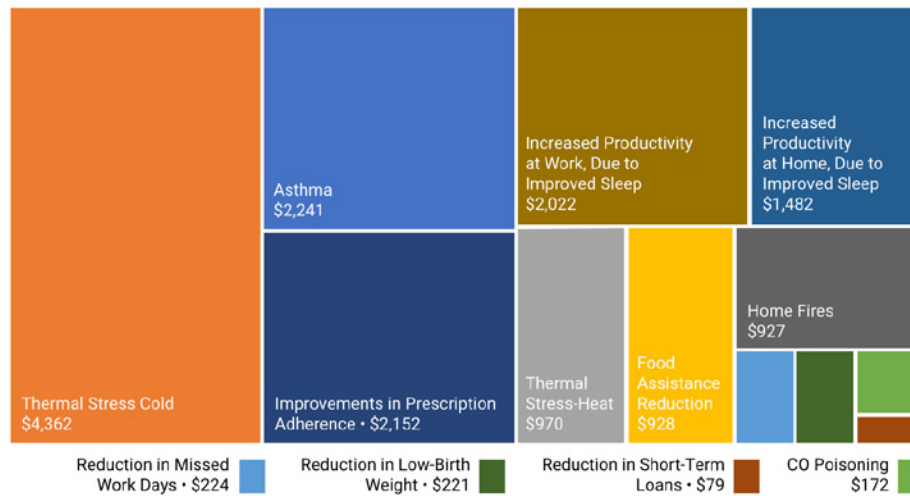 Thermal Stress Cold
$4,362
Asthma
$2,241
Improvements in Prescription
Adherence • $2,152
Increased Productivity
at Work, Due to
Improved Sleep
$2,022
Increased
Productivity
at Home, Due to
Improved Sleep
$1,482
Thermal
Stress-Heat
$970
Food
Assistance
Reduction
$928
Home Fires
$927
Reduction in Missed
Work Days • $224
Reduction in Low-Birth
Weight • $221
Reduction in Short-Term
Loans • $79
CO Poisoning
$172